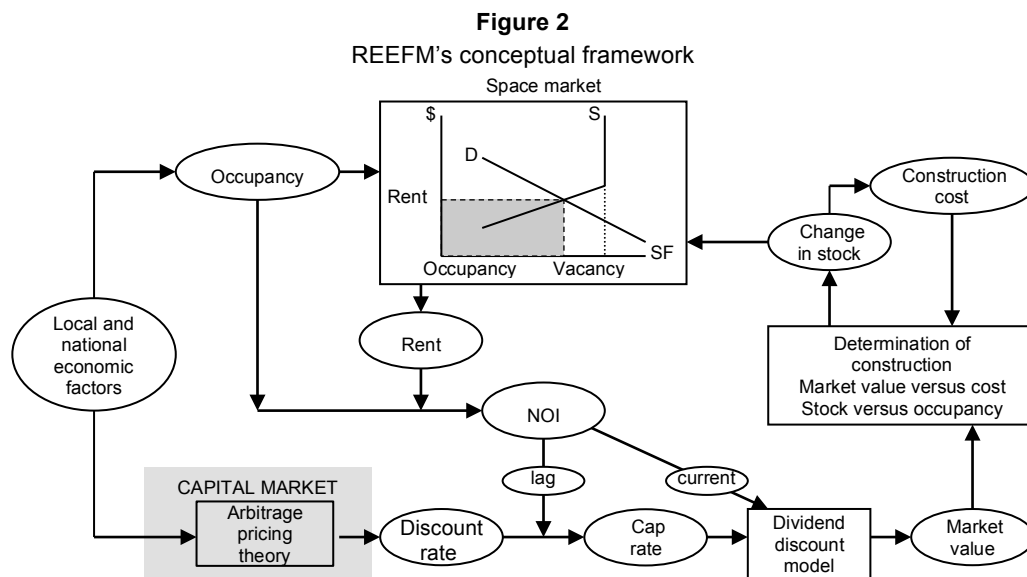 Figure 2
REEFM's conceptual framework
Space market
$
S
D
Rent
SF
Occupancy
Vacancy
Occupancy
Construction
cost
Change
in stock
Local and
national
economic
factors
Rent
Determination of
construction
Market value versus cost
Stock versus occupancy
NOI
lag
current
CAPITAL MARKET
Arbitrage
pricing
theory
Discount
rate
Cap
rate
Dividend
discount
model
Market
value